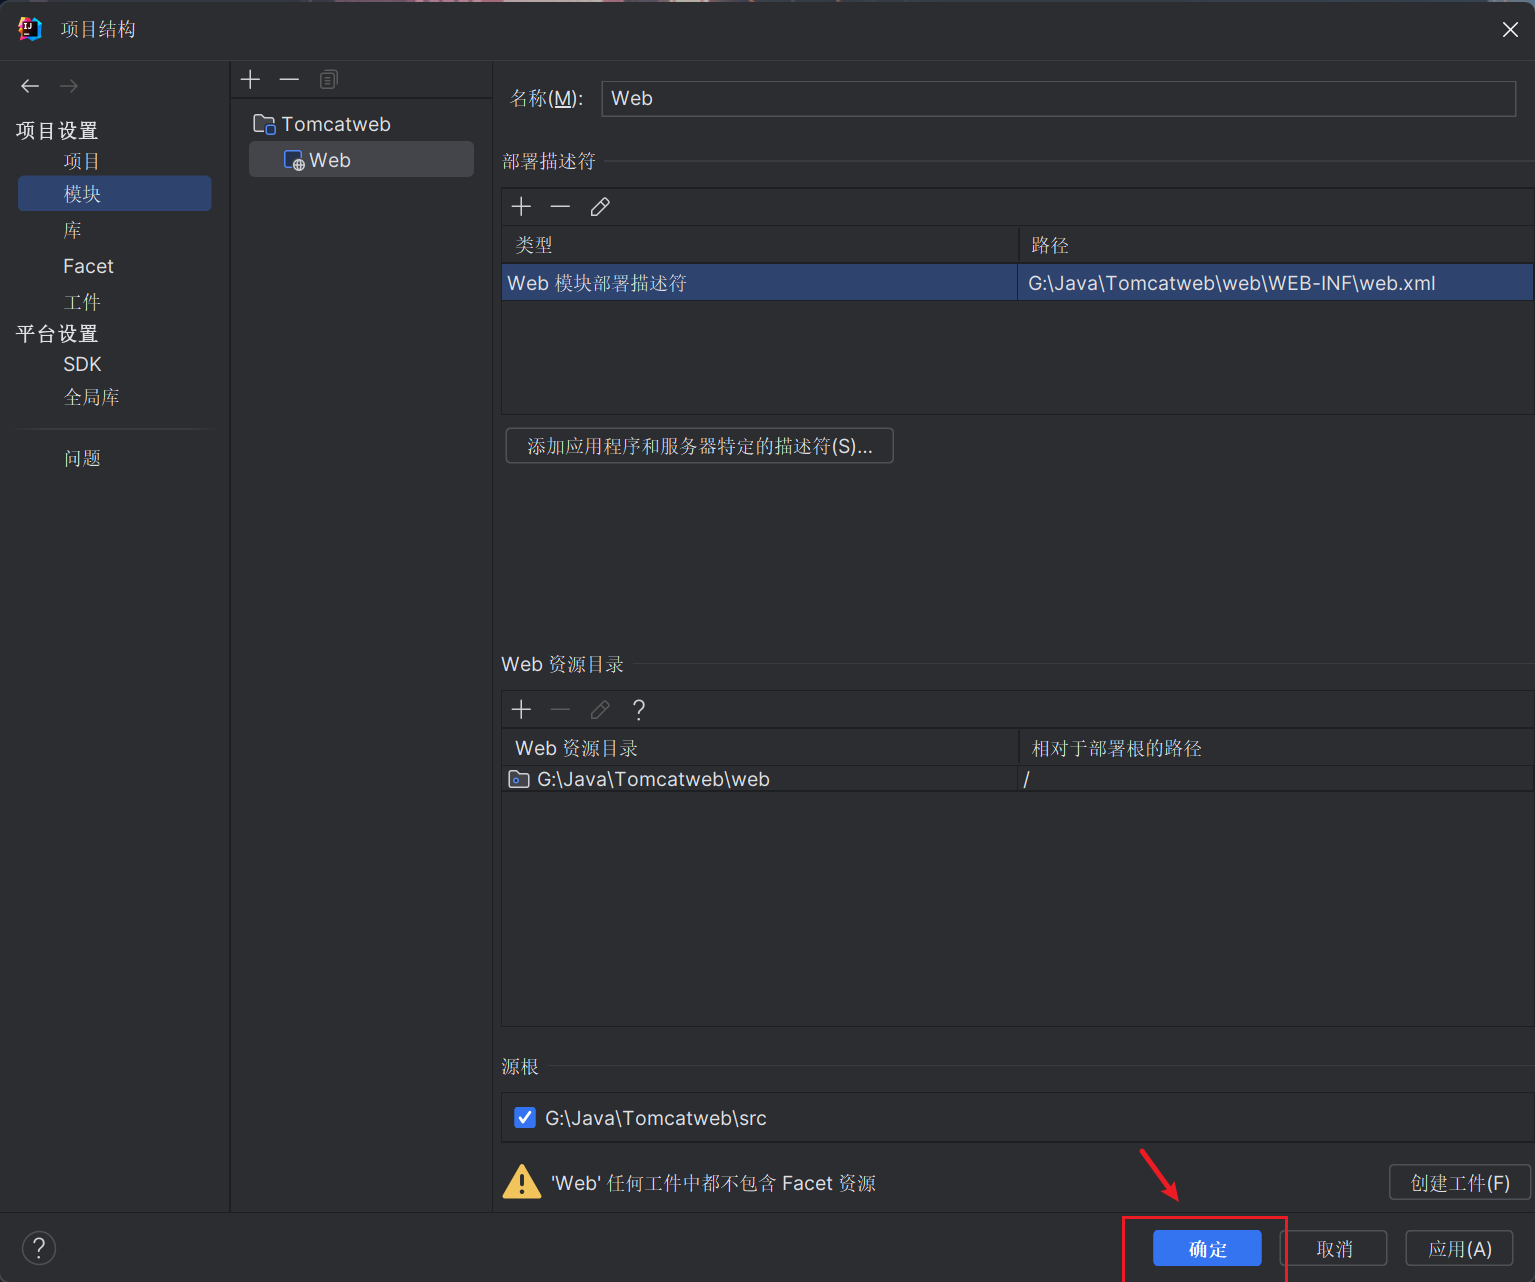 项目结构
项目设置
项目
模块
库
Facet
工件
平台设置
SDK
全局库
问题
Tomcatweb
Web
名称(M): Web
部署描述符
类型 路径
Web 模块部署描述符 G:\Java\Tomcatweb\web\WEB-INF\web.xml
添加应用程序和服务器特定的描述符(S)...
Web 资源目录
Web 资源目录 相对于部署根的路径
G:\Java\Tomcatweb\web /
源根
G:\Java\Tomcatweb\src
'Web' 任何工件中都不包含 Facet 资源 创建工件(F)
确定 取消 应用(A)